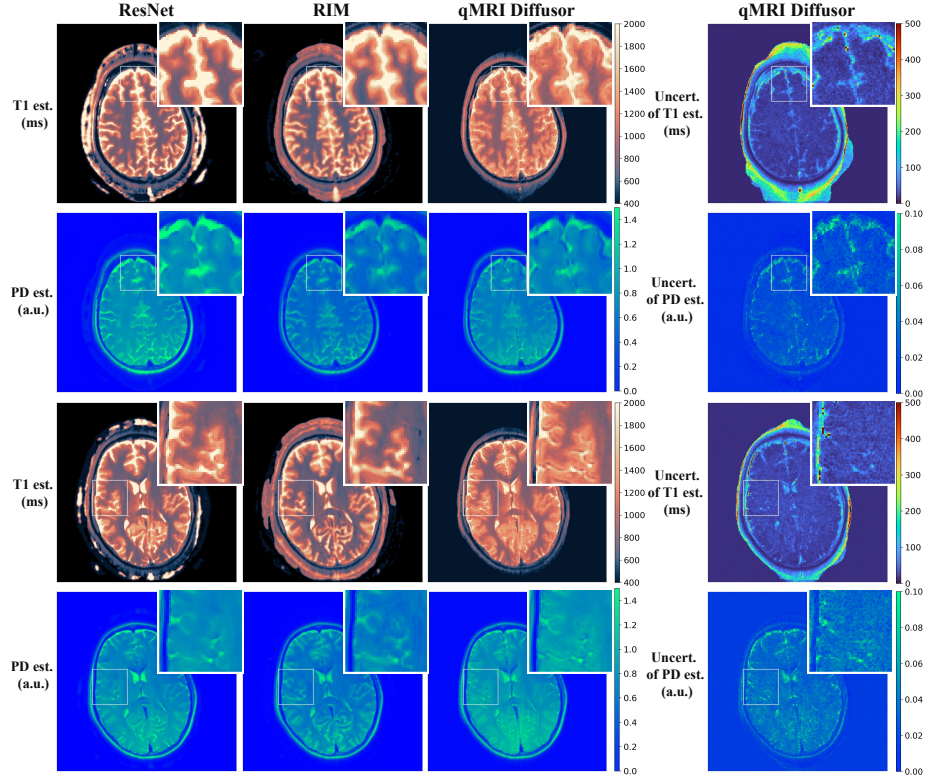 ResNet
RIM
qMRI Diffusor
qMRI Diffusor
T1 est.
(ms)
2000
1800
1600
1400
1200
1000
800
600
400
Uncert.
of T1 est.
(ms)
500
400
300
200
100
0
PD est.
(a.u.)
1.4
1.2
1.0
0.8
0.6
0.4
0.2
0.0
Uncert.
of PD est.
(a.u.)
0.10
0.08
0.06
0.04
0.02
0.00
T1 est.
(ms)
2000
1800
1600
1400
1200
1000
800
600
400
Uncert.
of T1 est.
(ms)
500
400
300
200
100
0
PD est.
(a.u.)
1.4
1.2
1.0
0.8
0.6
0.4
0.2
0.0
Uncert.
of PD est.
(a.u.)
0.10
0.08
0.06
0.04
0.02
0.00